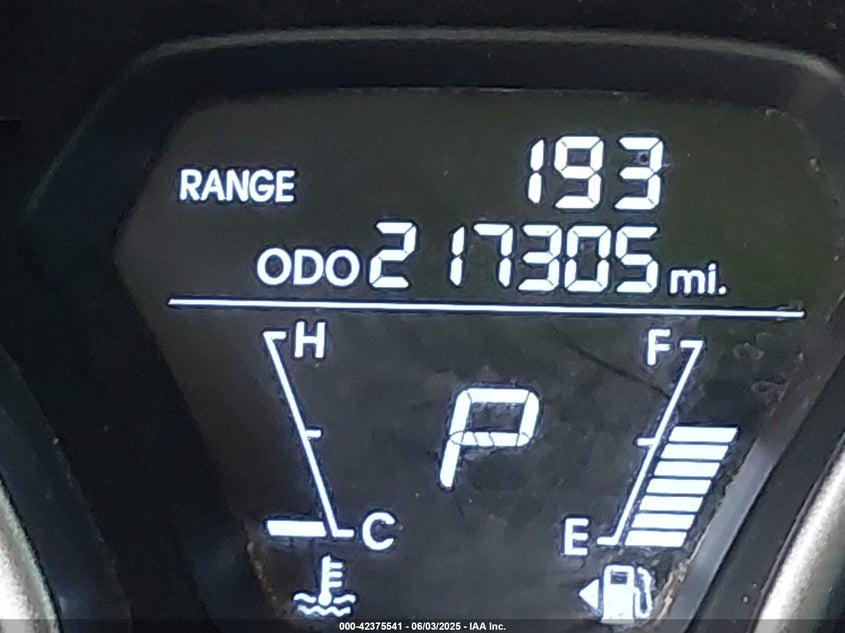 RANGE 193
ODO 217305 mi.
H F
P
C E
000-42375541 - 06/03/2025 - IAA Inc.